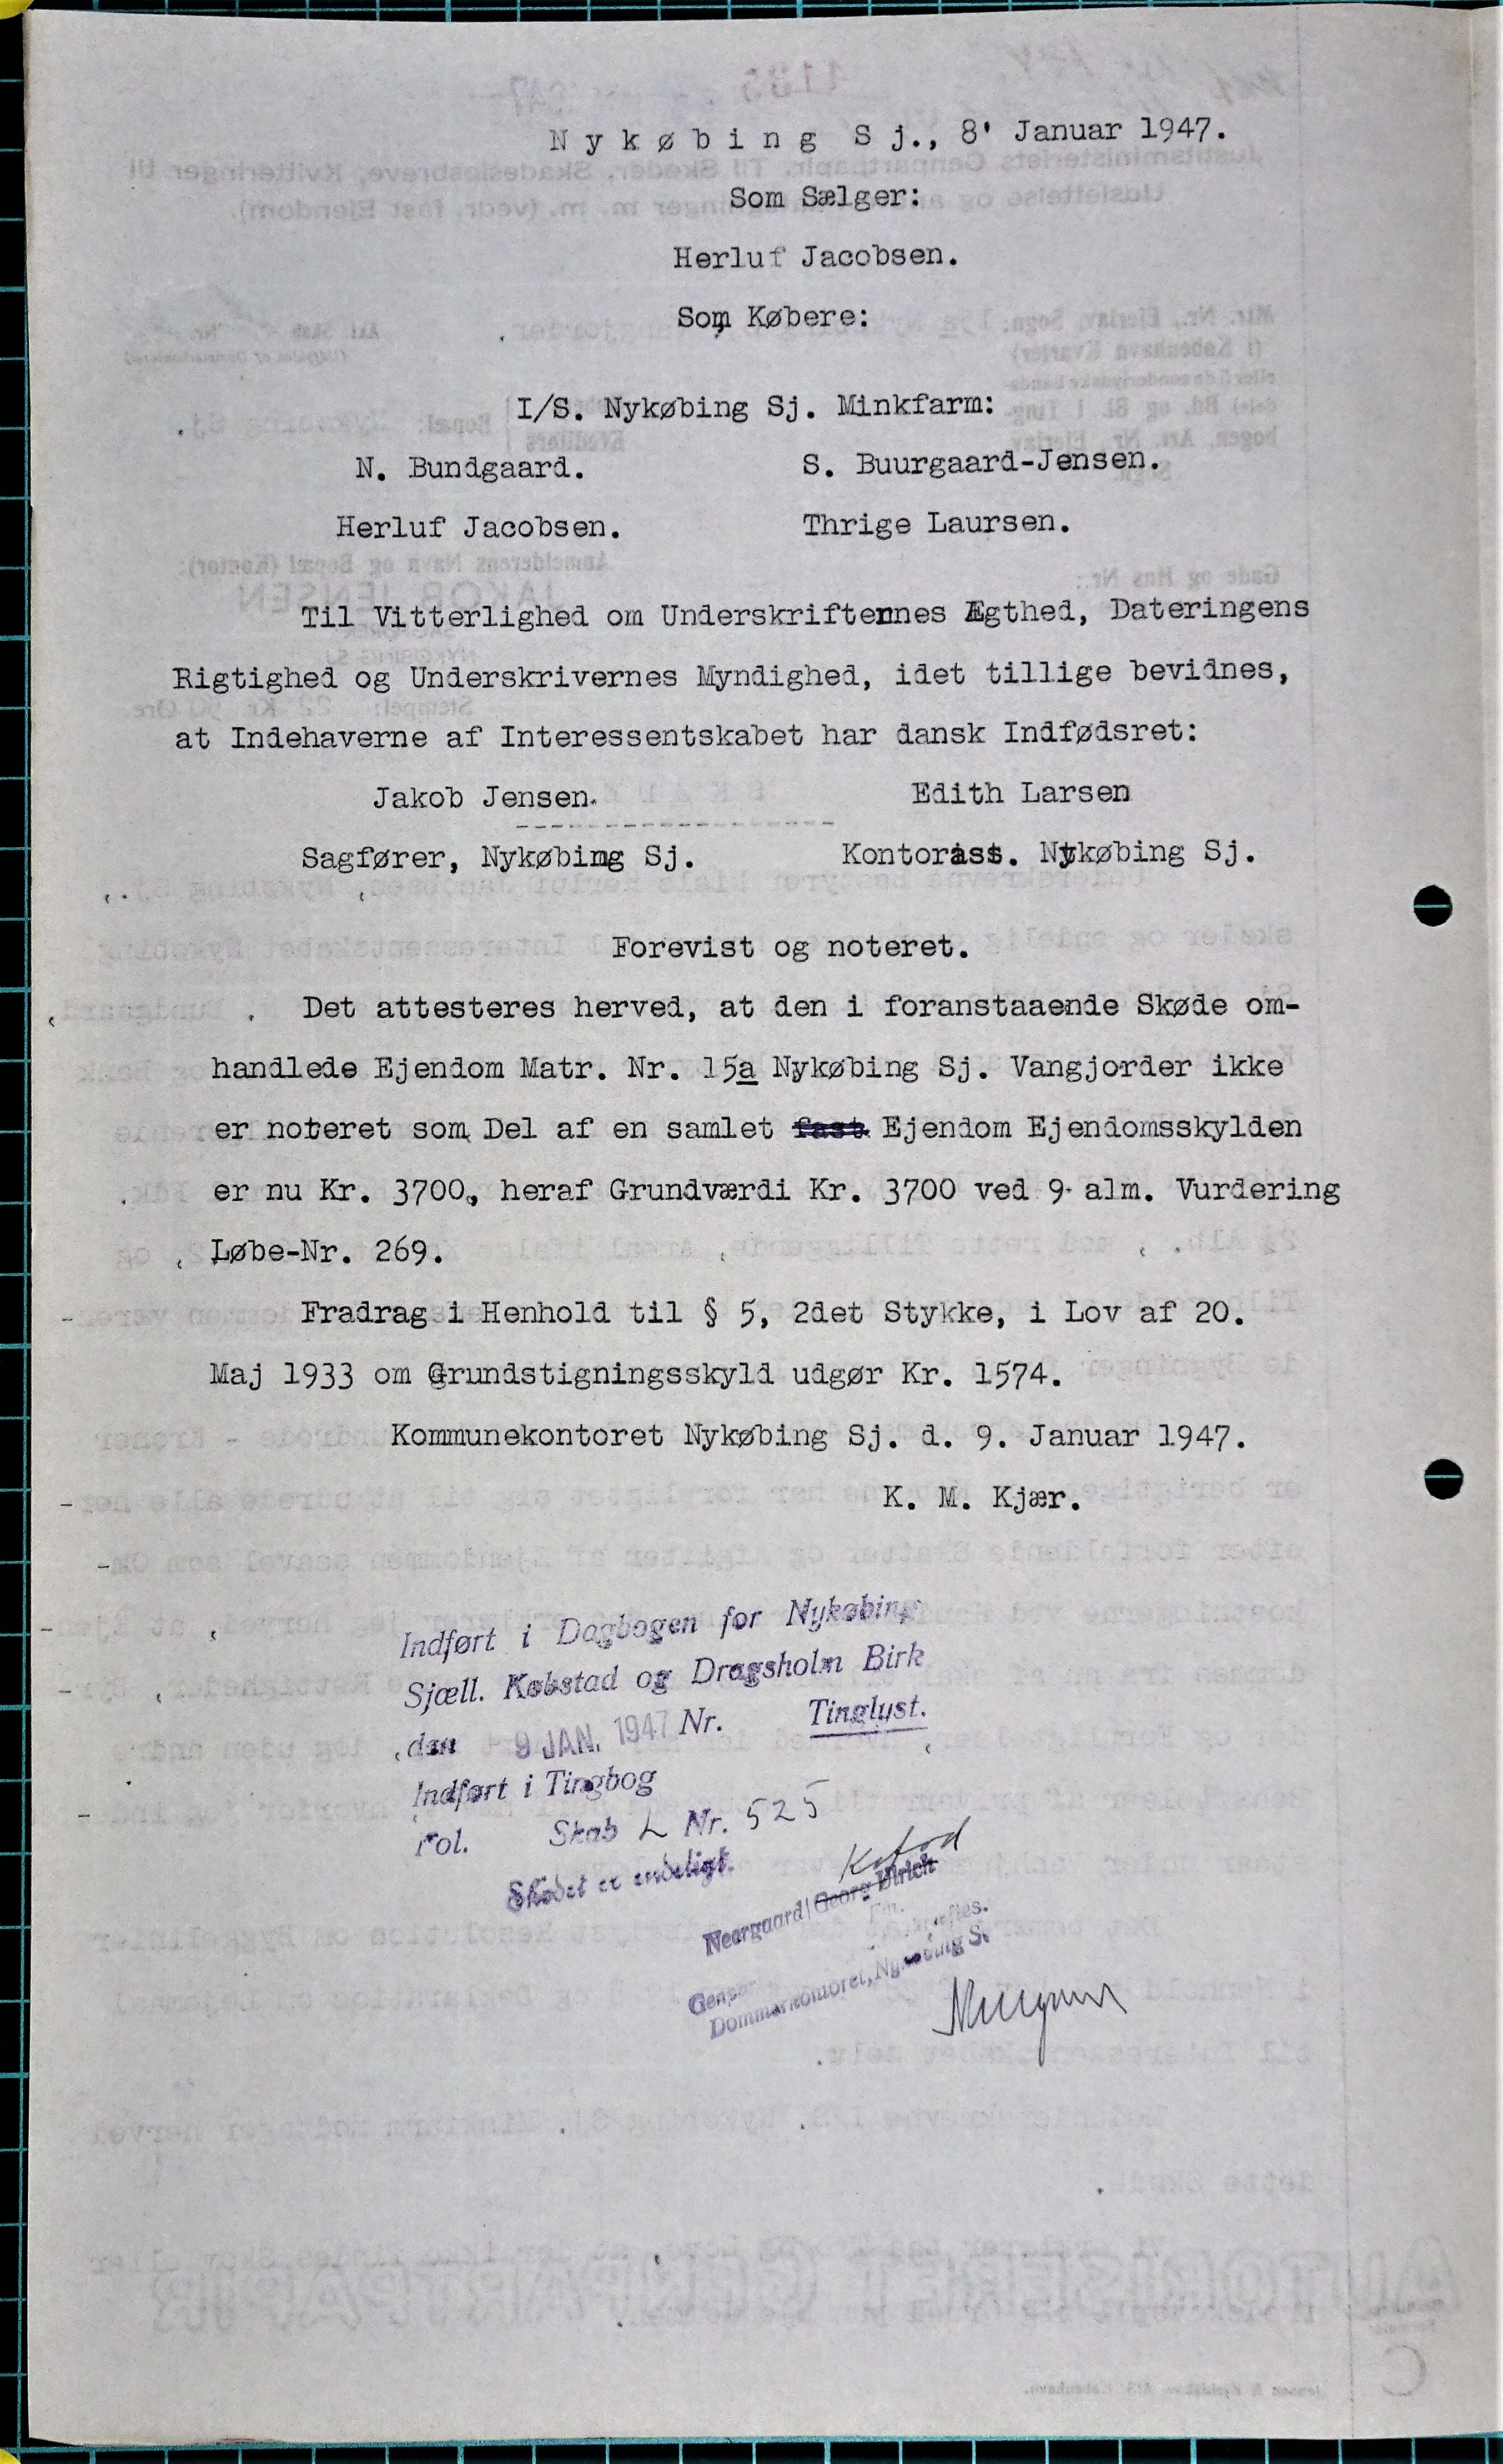 Nykøbing Sj., 8' Januar 1947.
Som Sælger:
Herluf Jacobsen.
Som Købere:
I/S. Nykøbing Sj. Minkfarm:
N. Bundgaard. S. Buurgaard-Jensen.
Herluf Jacobsen. Thrige Laursen.
Til Vitterlighed om Underskrifternnes Ægthed, Dateringens
Rigtighed og Underskrivernes Myndighed, idet tillige bevidnes,
at Indehaverne af Interessentskabet har dansk Indfødsret:
Jakob Jensen. Edith Larsen
Sagfører, Nykøbing Sj. Kontorass. Nykøbing Sj.
Forevist og noteret.
Det attesteres herved, at den i foranstaaende Skøde om-
handlede Ejendom Matr. Nr. 15a Nykøbing Sj. Vangjorder ikke
er noteret som Del af en samlet fast Ejendom Ejendomsskylden
er nu Kr. 3700, heraf Grundværdi Kr. 3700 ved 9. alm. Vurdering
Løbe-Nr. 269.
Fradrag i Henhold til § 5, 2det Stykke, i Lov af 20.
Maj 1933 om Grundstigningsskyld udgør Kr. 1574.
Kommunekontoret Nykøbing Sj. d. 9. Januar 1947.
K. M. Kjær.
Indført i Dagbogen for Nykøbing
Sjæll. Købstad og Dragsholm Birk
den 9 JAN. 1947 Nr. Tinglyst.
Indført i Tingbog
Fol. Skab L Nr. 525
Skødet er endeligt.
Kofod
Neergaard / Georg Ulrich
Fm.
Dommerkontoret, Nykøbing S.